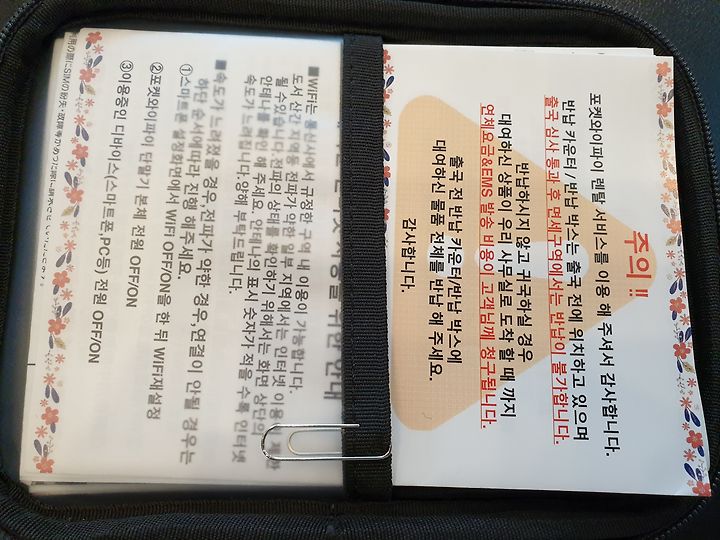 주의!!
포켓와이파이 렌탈 서비스를 이용 해 주셔서 감사합니다.
반납 카운터/반납 박스는 출국 전에 위치하고 있으며
출국 심사 통과 후 면세구역에서는 반납이 불가합니다.
반납하시지 않고 귀국하실 경우
대여하신 상품이 우리 사무실로 도착 할 때 까지
연체요금&EMS 발송 비용이 고객님께 청구됩니다.
출국 전 반납 카운터/반납 박스에
대여하신 물품 전체를 반납 해 주세요.
감사합니다.
위한 안내
■WiFi는 통신사에서 규정한 구역 내 이용이 가능합니다.
도서 산간 지역등 전파가 약한 일부 지역에서는 인터넷 이용이 제한
될 수있습니다.전파의 상태를 확인하기 위해서는 화면 상단의
안테나를 확인 해 주세요. 안테나의 표시 숫자가 적을 수록 인터넷
속도가 느려집니다.양해 부탁드립니다.
■속도가 느려졌을 경우,전파가 약한 경우,연결이 안될 경우는
하단 순서에따라 진행 해주세요.
①스마트폰 설정화면에서 WiFi OFF/ON을 한 뒤 WiFi재설정
②포켓와이파이 단말기 본체 전원 OFF/ON
③이용중인 디바이스(스마트폰,PC등) 전원 OFF/ON